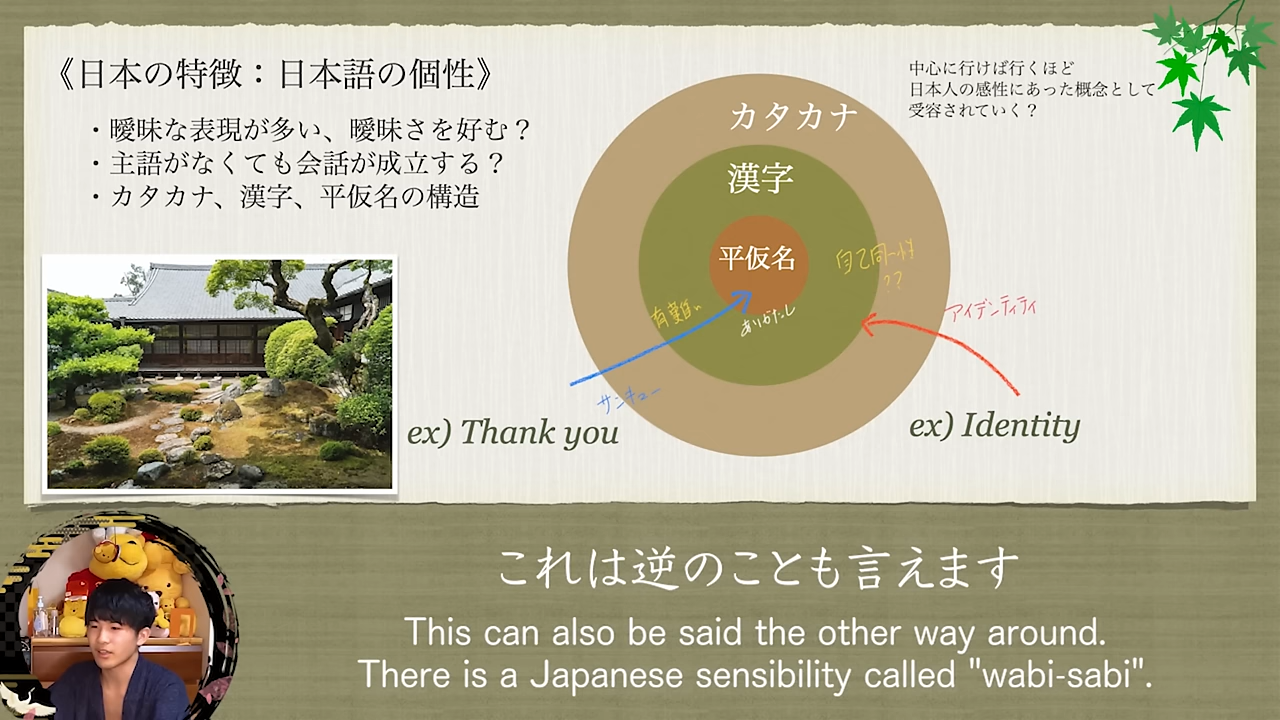 《日本の特徴：日本語の個性》
・曖昧な表現が多い、曖昧さを好む？
・主語がなくても会話が成立する？
・カタカナ、漢字、平仮名の構造
中心に行けば行くほど
日本人の感性にあった概念として
受容されていく？
カタカナ
漢字
平仮名
自己同一性
??
有難い
ありがたし
アイデンティティ
サンキュー
ex) Thank you
ex) Identity
これは逆のことも言えます
This can also be said the other way around.
There is a Japanese sensibility called "wabi-sabi".